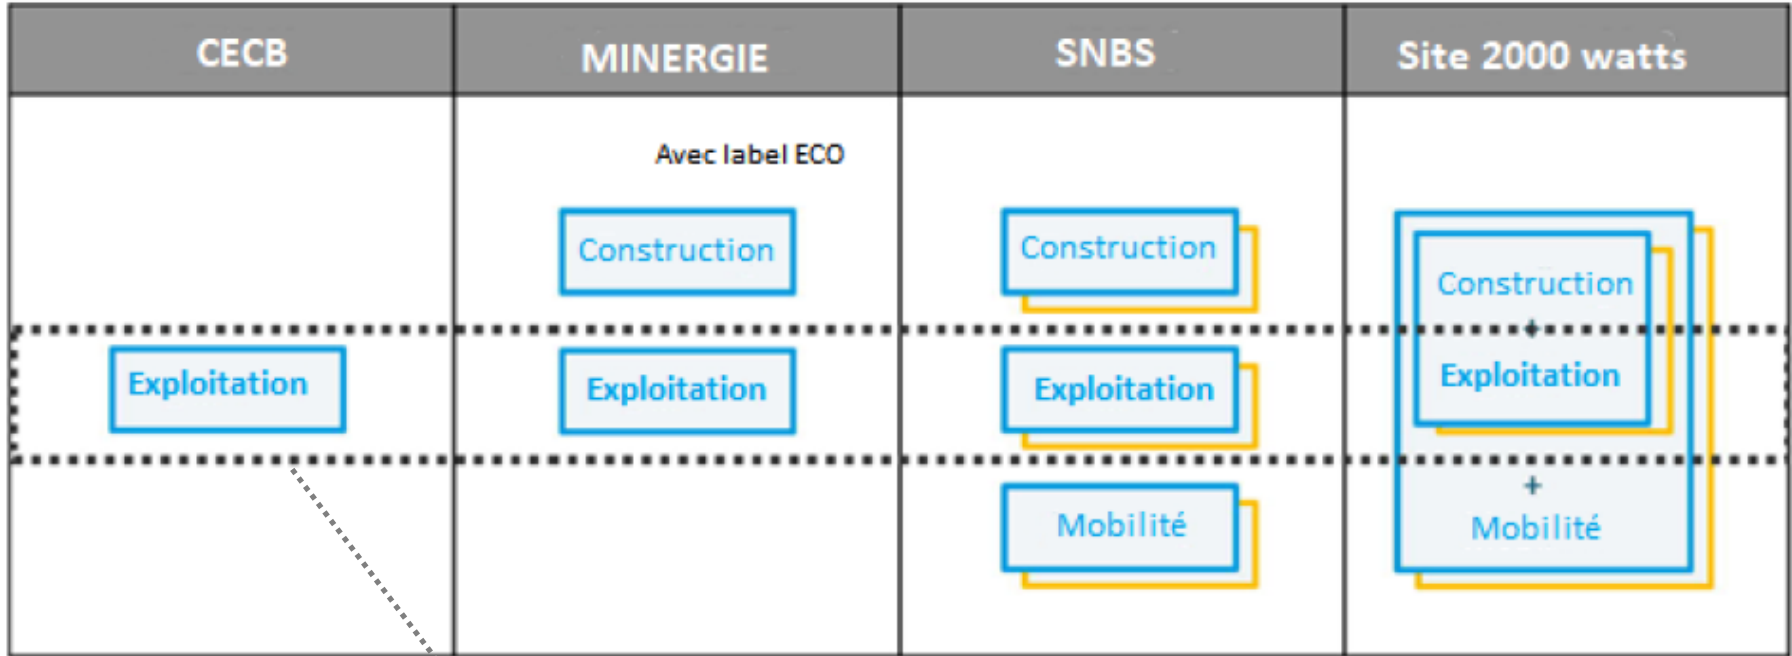 CECB
MINERGIE
SNBS
Site 2000 watts
Avec label ECO
Construction
Construction
Construction
+
Exploitation
Exploitation
Exploitation
Exploitation
+
Mobilité
Mobilité